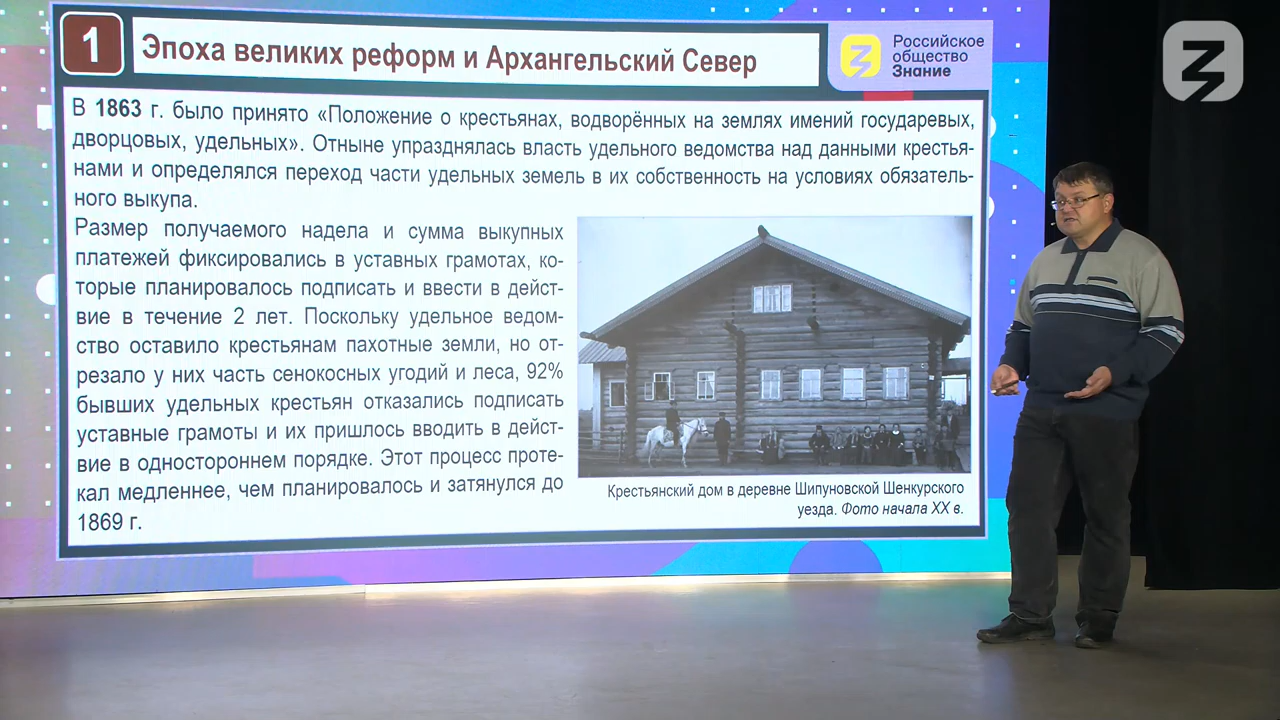 1
Эпоха великих реформ и Архангельский Север
Российское
общество
Знание
В 1863 г. было принято «Положение о крестьянах, водворённых на землях имений государевых,
дворцовых, удельных». Отныне упразднялась власть удельного ведомства над данными крестья-
нами и определялся переход части удельных земель в их собственность на условиях обязатель-
ного выкупа.
Размер получаемого надела и сумма выкупных
платежей фиксировались в уставных грамотах, ко-
торые планировалось подписать и ввести в дейст-
вие в течение 2 лет. Поскольку удельное ведом-
ство оставило крестьянам пахотные земли, но от-
резало у них часть сенокосных угодий и леса, 92%
бывших удельных крестьян отказались подписать
уставные грамоты и их пришлось вводить в дейст-
вие в одностороннем порядке. Этот процесс проте-
кал медленнее, чем планировалось и затянулся до
1869 г.
Крестьянский дом в деревне Шипуновской Шенкурского
уезда. Фото начала XX в.